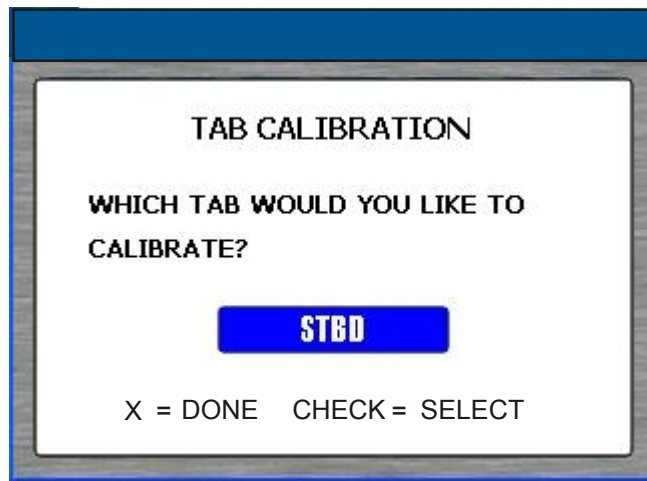 TAB CALIBRATION
WHICH TAB WOULD YOU LIKE TO
CALIBRATE?
STBD
X = DONE CHECK = SELECT